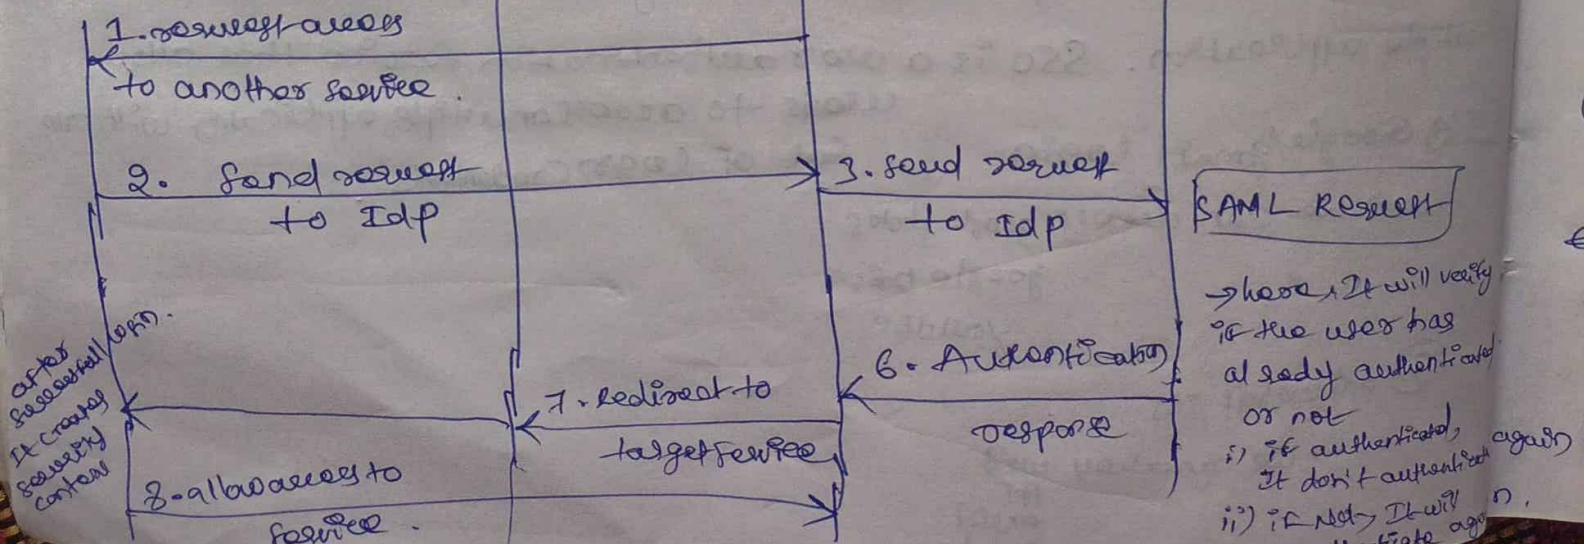 1. request access
to another service.
2. Send request
to Idp
3. send request
to Idp
SAML Request
→ here, It will verify
if the user has
already authenticated
or not
i) if authenticated,
It don't authenticate again
ii) if Not → It will
6. Authentication
response
7. Redirect to
target service
after
successfull login.
It creates
security
context
8. allow access to
service.